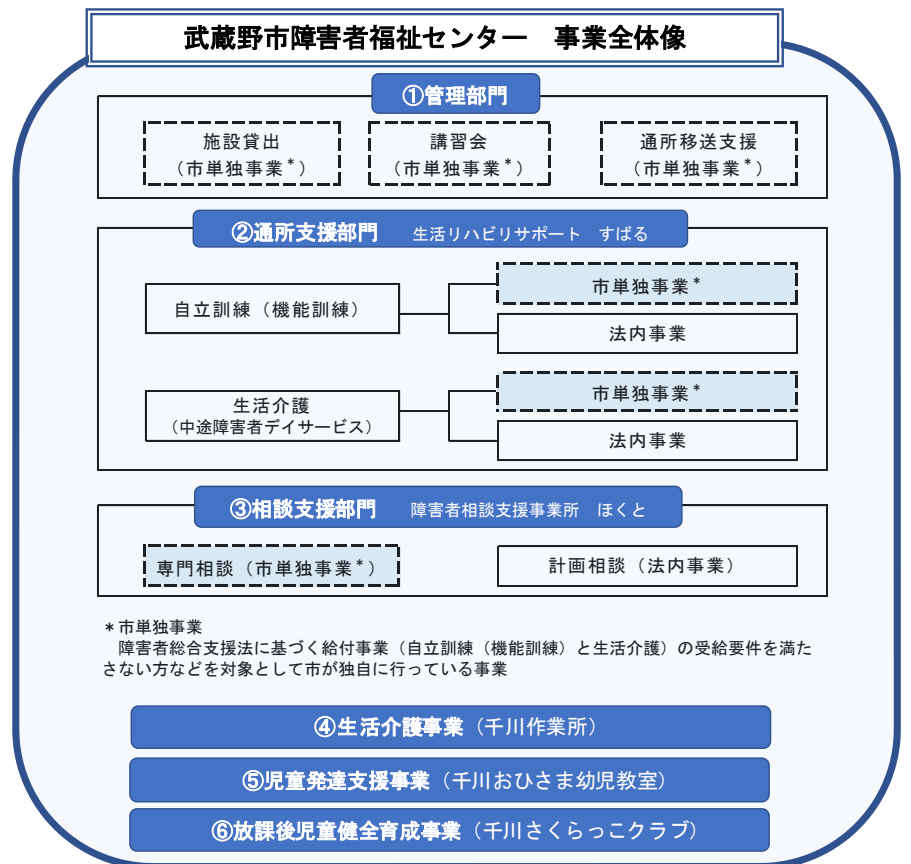 武蔵野市障害者福祉センター　事業全体像
①管理部門
施設貸出
（市単独事業*）
講習会
（市単独事業*）
通所移送支援
（市単独事業*）
②通所支援部門　生活リハビリサポート　すばる
自立訓練（機能訓練）
市単独事業*
法内事業
生活介護
（中途障害者デイサービス）
市単独事業*
法内事業
③相談支援部門　障害者相談支援事業所　ほくと
専門相談（市単独事業*）
計画相談（法内事業）
＊市単独事業
障害者総合支援法に基づく給付事業（自立訓練（機能訓練）と生活介護）の受給要件を満た
さない方などを対象として市が独自に行っている事業
④生活介護事業（千川作業所）
⑤児童発達支援事業（千川おひさま幼児教室）
⑥放課後児童健全育成事業（千川さくらっこクラブ）